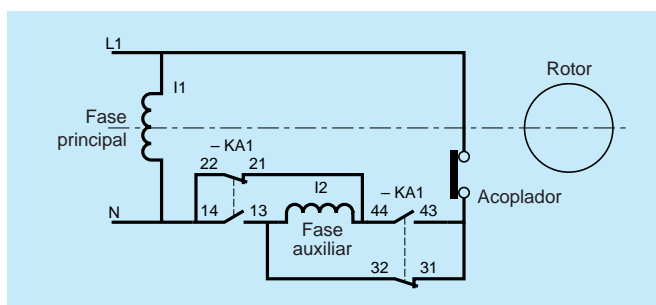 L1
I1
Rotor
Fase
principal
– KA1
22 21
I2
– KA1
Acoplador
N
14 13
44 43
Fase
auxiliar
32 31